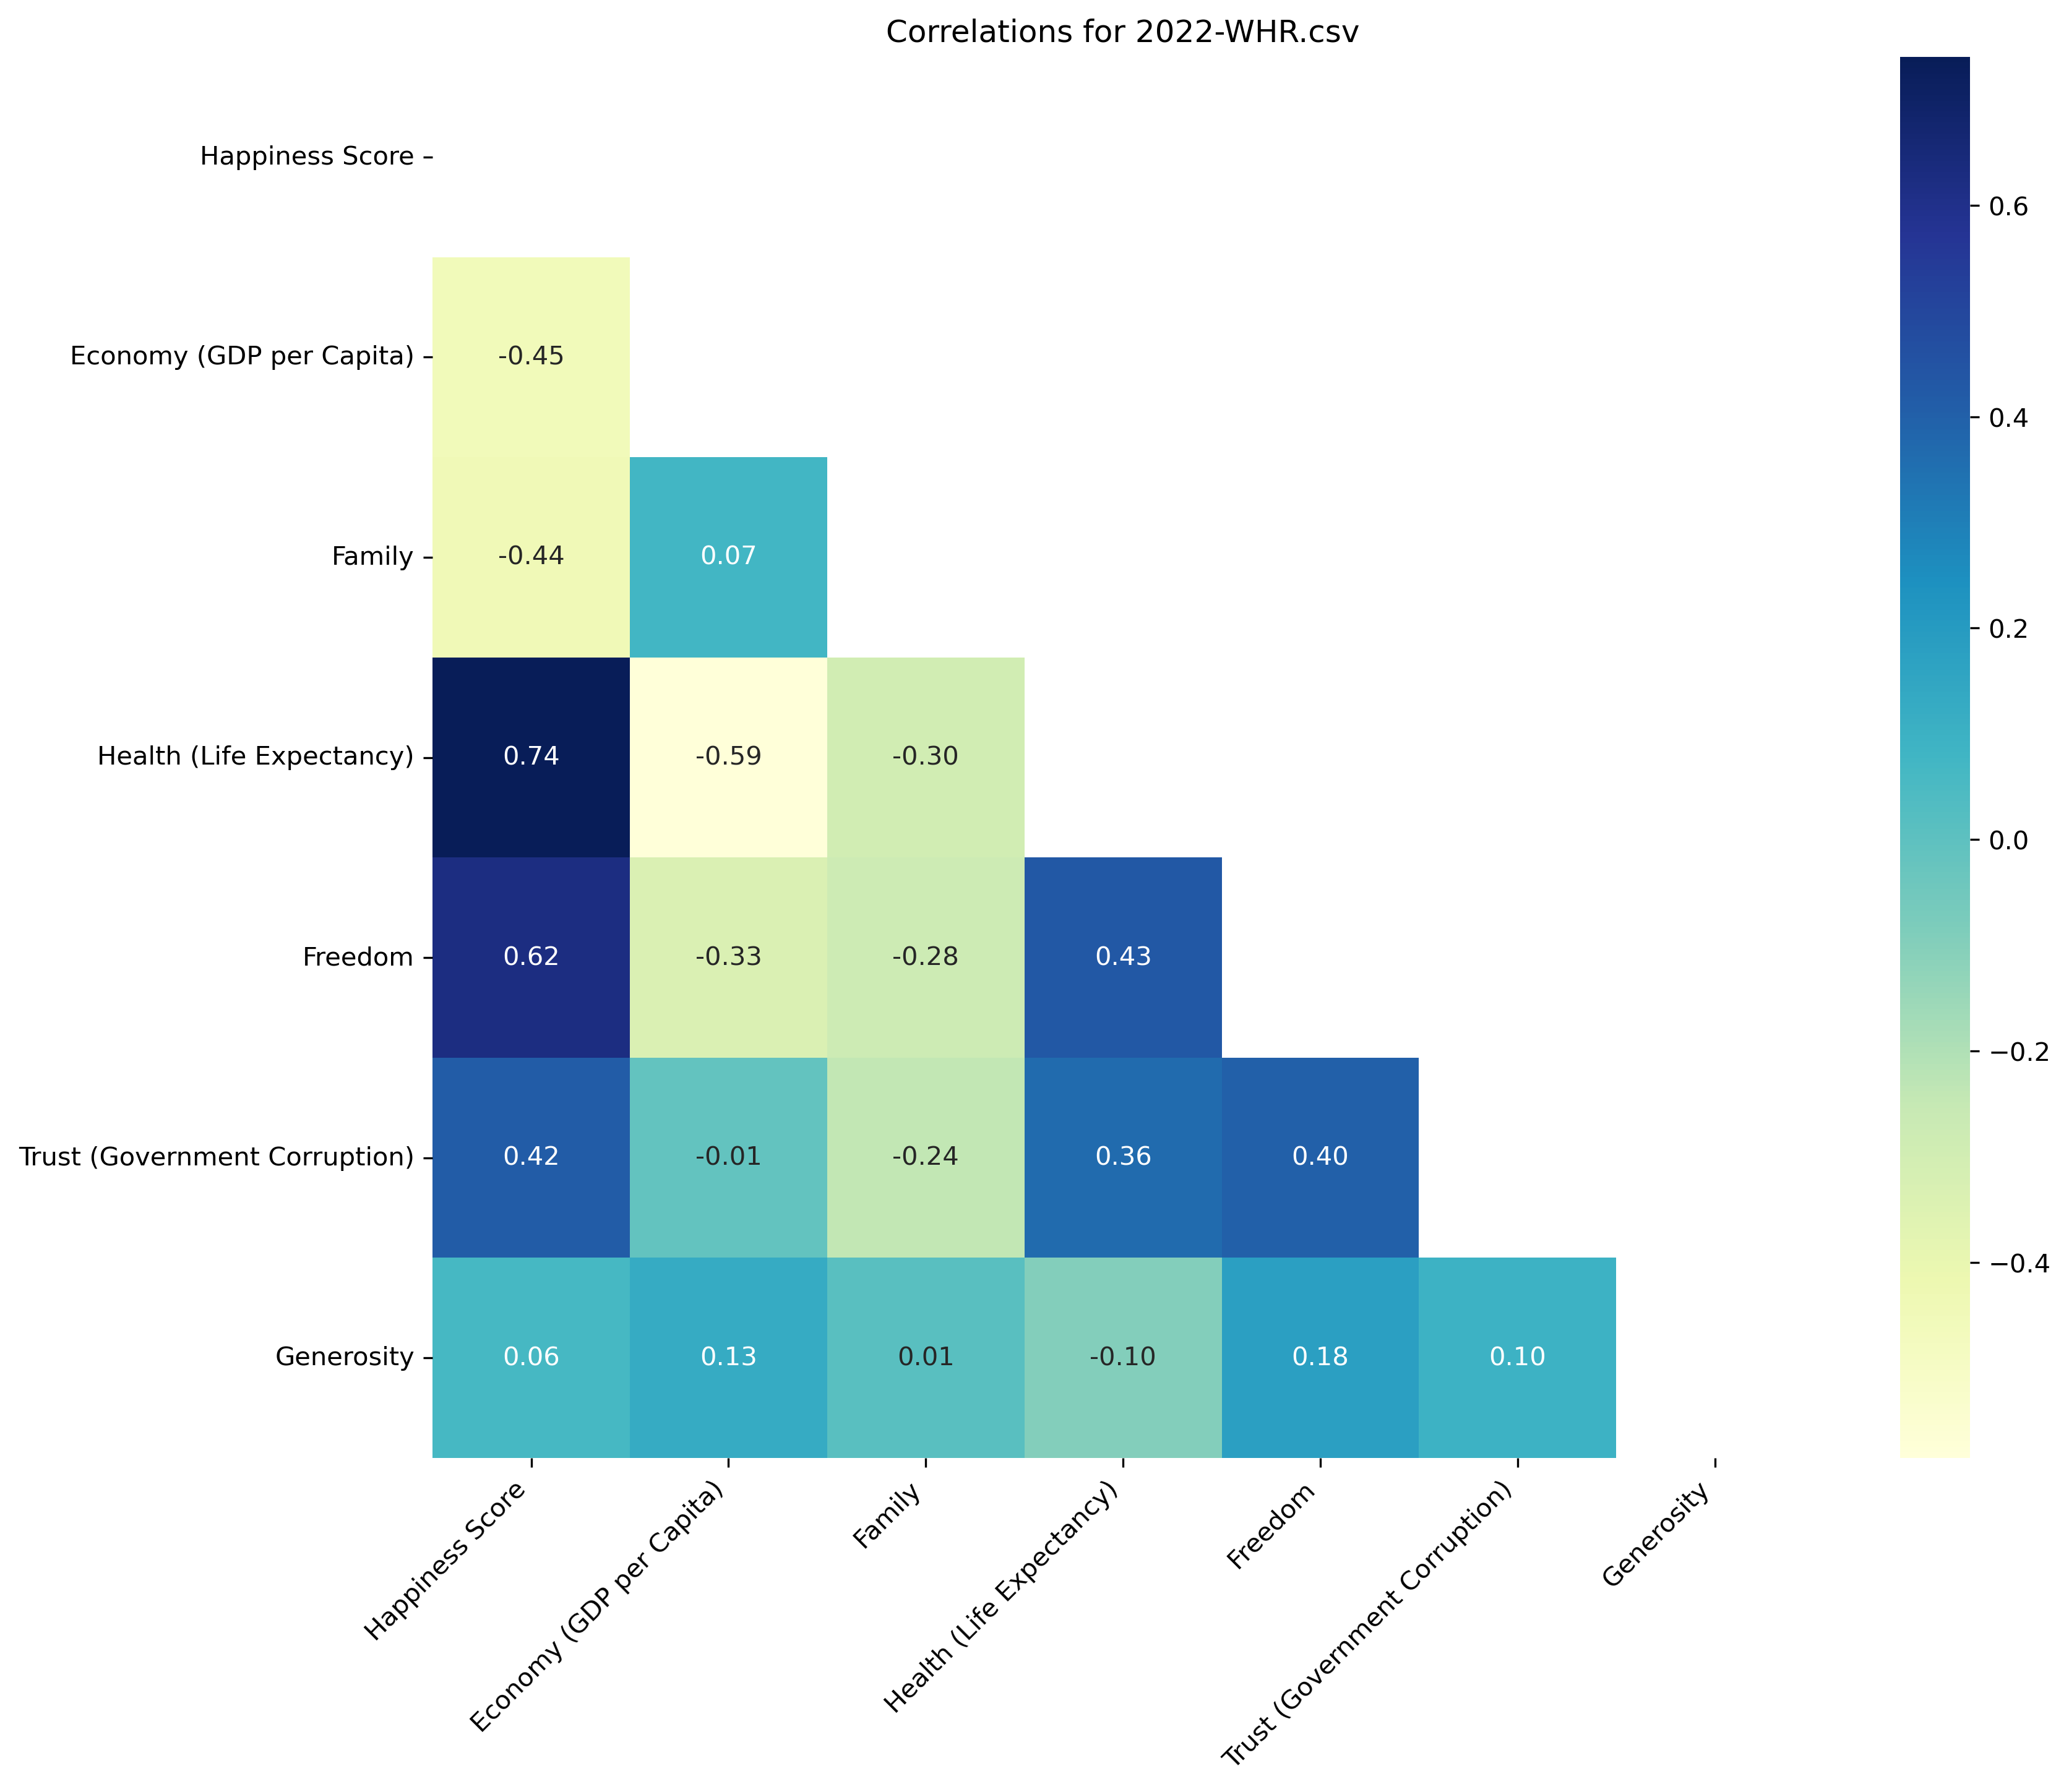 Correlations for 2022-WHR.csv
Happiness Score
Economy (GDP per Capita) -0.45
Family -0.44 0.07
Health (Life Expectancy) 0.74 -0.59 -0.30
Freedom 0.62 -0.33 -0.28 0.43
Trust (Government Corruption) 0.42 -0.01 -0.24 0.36 0.40
Generosity 0.06 0.13 0.01 -0.10 0.18 0.10
Happiness Score
Economy (GDP per Capita)
Family
Health (Life Expectancy)
Freedom
Trust (Government Corruption)
Generosity
0.6
0.4
0.2
0.0
−0.2
−0.4